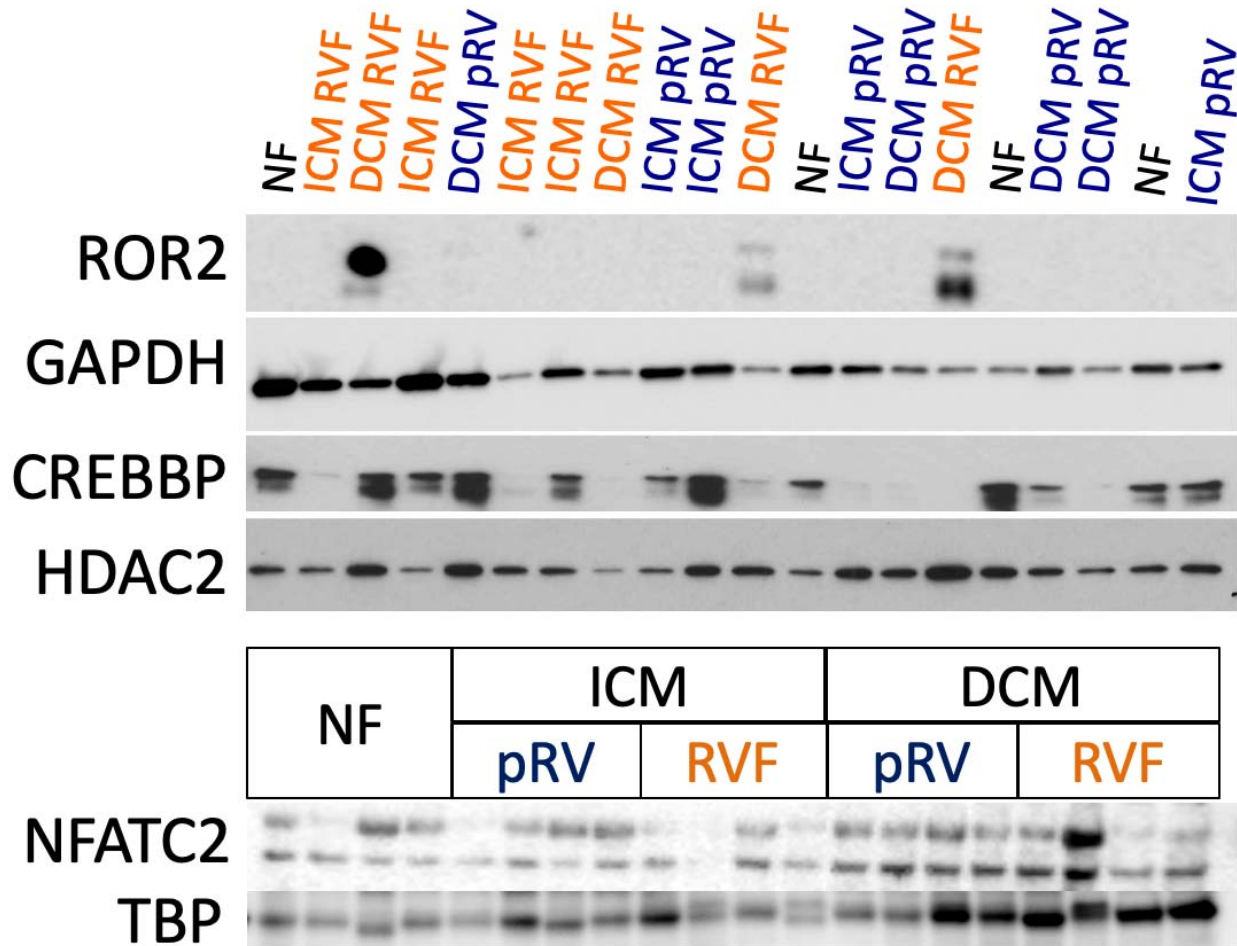 NF
ICM RVF
DCM RVF
ICM RVF
DCM pRV
ICM RVF
ICM RVF
DCM RVF
ICM pRV
ICM pRV
DCM RVF
NF
ICM pRV
DCM pRV
DCM RVF
NF
DCM pRV
DCM pRV
NF
ICM pRV
ROR2
GAPDH
CREBBP
HDAC2
NF ICM DCM
pRV RVF pRV RVF
NFATC2
TBP